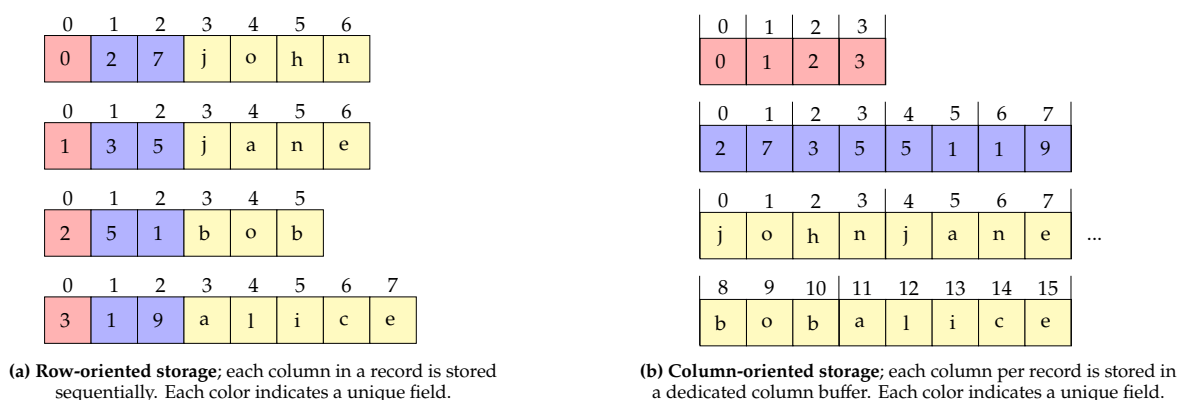 0 1 2 3 4 5 6
0 2 7 j o h n
0 1 2 3 4 5 6
1 3 5 j a n e
0 1 2 3 4 5
2 5 1 b o b
0 1 2 3 4 5 6 7
3 1 9 a l i c e
(a) Row-oriented storage; each column in a record is stored
sequentially. Each color indicates a unique field.
0 1 2 3
0 1 2 3
0 1 2 3 4 5 6 7
2 7 3 5 5 1 1 9
0 1 2 3 4 5 6 7
j o h n j a n e ...
8 9 10 11 12 13 14 15
b o b a l i c e
(b) Column-oriented storage; each column per record is stored in
a dedicated column buffer. Each color indicates a unique field.